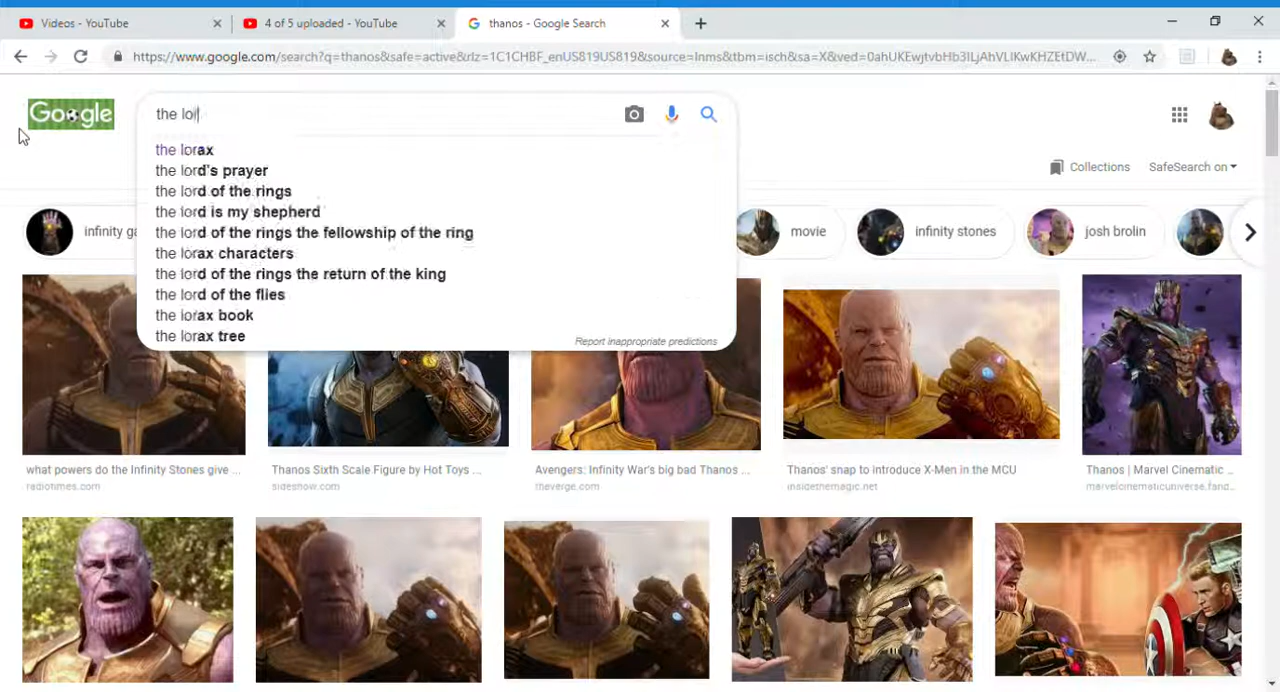 Videos - YouTube
4 of 5 uploaded - YouTube
thanos - Google Search
https://www.google.com/search?q=thanos&safe=active&rlz=1C1CHBF_enUS819US819&source=lnms&tbm=isch&sa=X&ved=0ahUKEwjtvbHb3ILjAhVLIKwKHZEtDW...
Google
the lor
Collections
SafeSearch on
the lorax
the lord's prayer
the lord of the rings
the lord is my shepherd
the lord of the rings the fellowship of the ring
the lorax characters
the lord of the rings the return of the king
the lord of the flies
the lorax book
the lorax tree
Report inappropriate predictions
infinity ga
movie
infinity stones
josh brolin
what powers do the Infinity Stones give ...
radiotimes.com
Thanos Sixth Scale Figure by Hot Toys ...
sideshow.com
Avengers: Infinity War's big bad Thanos ...
theverge.com
Thanos' snap to introduce X-Men in the MCU
insidethemagic.net
Thanos | Marvel Cinematic ...
marvelcinematicuniverse.fand...